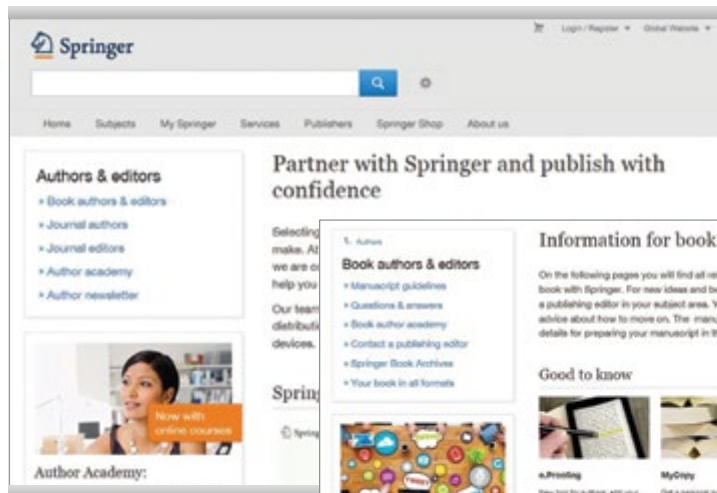 Login / Register
Global Website
Springer
Home Subjects My Springer Services Publishers Springer Shop About us
Authors & editors
» Book authors & editors
» Journal authors
» Journal editors
» Author academy
» Author newsletter
Now with
online courses
Author Academy:
Partner with Springer and publish with
confidence
Selecting
make. At
we are
help you
Our team
distributi
devices.
Spring
Spring
1. Authors
Book authors & editors
» Manuscript guidelines
» Questions & answers
» Book author academy
» Contact a publishing editor
» Springer Book Archives
» Your book in all formats
TWEET
Information for book
On the following pages you will find all re
book with Springer. For new ideas and be
a publishing editor in your subject area. Y
advice about how to move on. The manu
details for preparing your manuscript in th
Good to know
e.Proofing
MyCopy